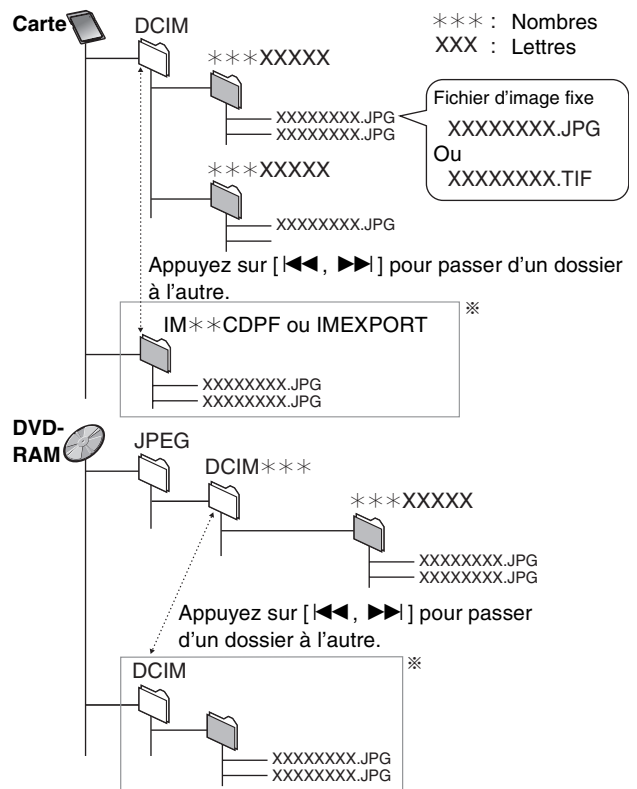 Carte
DCIM
∗∗∗ : Nombres
XXX : Lettres
∗∗∗XXXXX
XXXXXXXX.JPG
XXXXXXXX.JPG
Fichier d'image fixe
XXXXXXXX.JPG
Ou
XXXXXXXX.TIF
∗∗∗XXXXX
XXXXXXXX.JPG
Appuyez sur [⏮, ⏭] pour passer d'un dossier
à l'autre.
※
IM∗∗CDPF ou IMEXPORT
XXXXXXXX.JPG
XXXXXXXX.JPG
DVD-
RAM
JPEG
DCIM∗∗∗
∗∗∗XXXXX
XXXXXXXX.JPG
XXXXXXXX.JPG
Appuyez sur [⏮, ⏭] pour passer
d'un dossier à l'autre.
※
DCIM
XXXXXXXX.JPG
XXXXXXXX.JPG